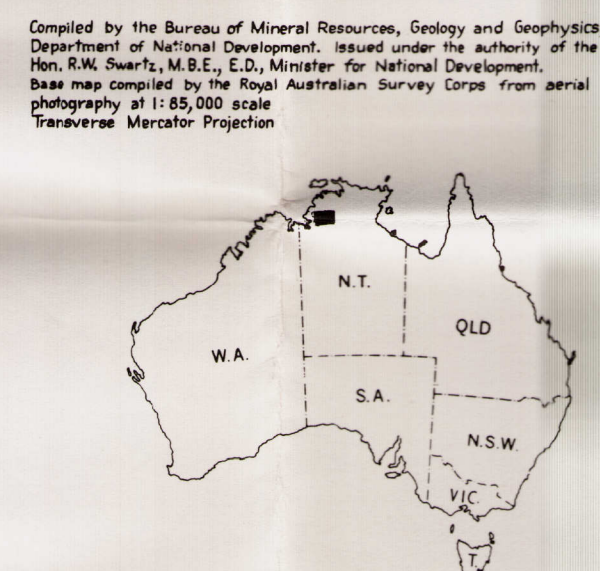 Compiled by the Bureau of Mineral Resources, Geology and Geophysics
Department of National Development. Issued under the authority of the
Hon. R.W. Swartz, M.B.E., E.D., Minister for National Development.
Base map compiled by the Royal Australian Survey Corps from aerial
photography at 1:85,000 scale
Transverse Mercator Projection
N.T.
QLD
W.A.
S.A.
N.S.W.
VIC.
T.